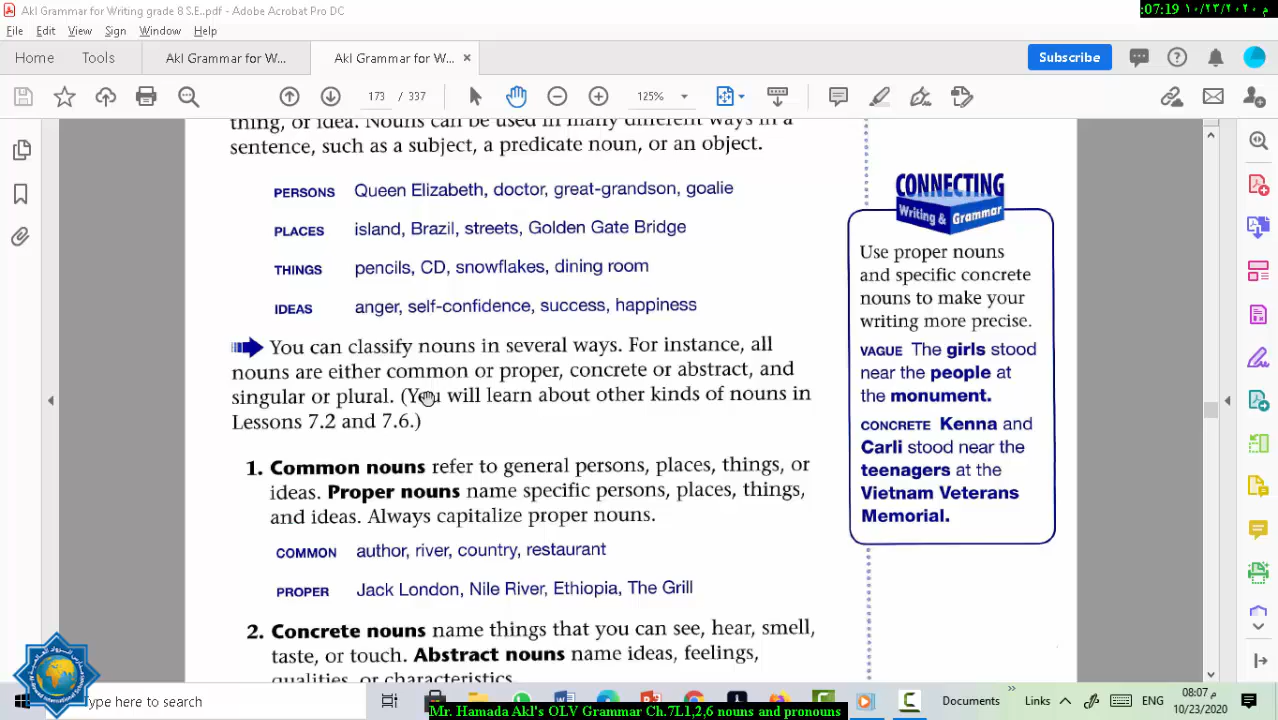 Akl Grammar for Writing grade 8 S.E..pdf - Adobe Acrobat Pro DC
:07:19 ١٠/٢٣/٢٠٢٠ م
File Edit View Sign Window Help
Home Tools Akl Grammar for W... Akl Grammar for W... × Subscribe
173 / 337 125%
thing, or idea. Nouns can be used in many different ways in a
sentence, such as a subject, a predicate noun, or an object.
PERSONS Queen Elizabeth, doctor, great-grandson, goalie
PLACES island, Brazil, streets, Golden Gate Bridge
THINGS pencils, CD, snowflakes, dining room
IDEAS anger, self-confidence, success, happiness
You can classify nouns in several ways. For instance, all
nouns are either common or proper, concrete or abstract, and
singular or plural. (You will learn about other kinds of nouns in
Lessons 7.2 and 7.6.)
1. Common nouns refer to general persons, places, things, or
ideas. Proper nouns name specific persons, places, things,
and ideas. Always capitalize proper nouns.
COMMON author, river, country, restaurant
PROPER Jack London, Nile River, Ethiopia, The Grill
2. Concrete nouns name things that you can see, hear, smell,
taste, or touch. Abstract nouns name ideas, feelings,
qualities, or characteristics.
CONNECTING
Writing & Grammar
Use proper nouns
and specific concrete
nouns to make your
writing more precise.
VAGUE The girls stood
near the people at
the monument.
CONCRETE Kenna and
Carli stood near the
teenagers at the
Vietnam Veterans
Memorial.
Type here to search
Documents » Links ENG 08:07 م
10/23/2020
Mr. Hamada Akl's OLV Grammar Ch.7L1,2,6 nouns and pronouns